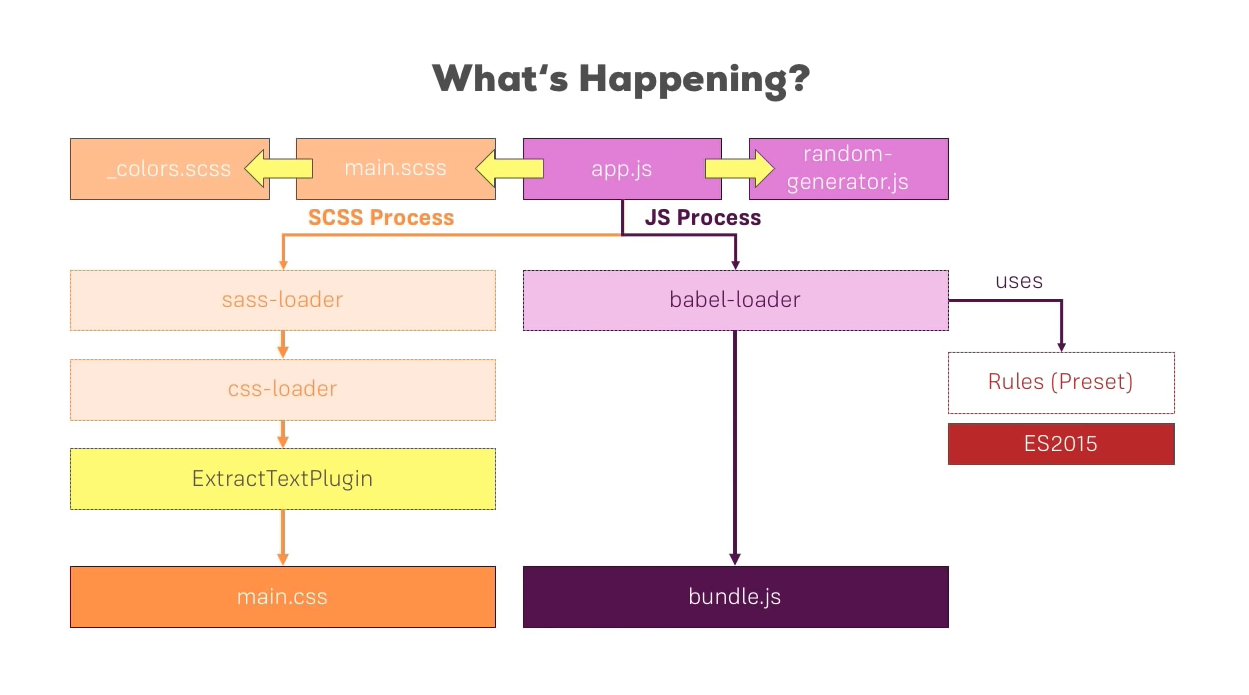 What‘s Happening?
_colors.scss
main.scss
app.js
random-
generator.js
SCSS Process
JS Process
sass-loader
babel-loader
uses
css-loader
Rules (Preset)
ES2015
ExtractTextPlugin
main.css
bundle.js